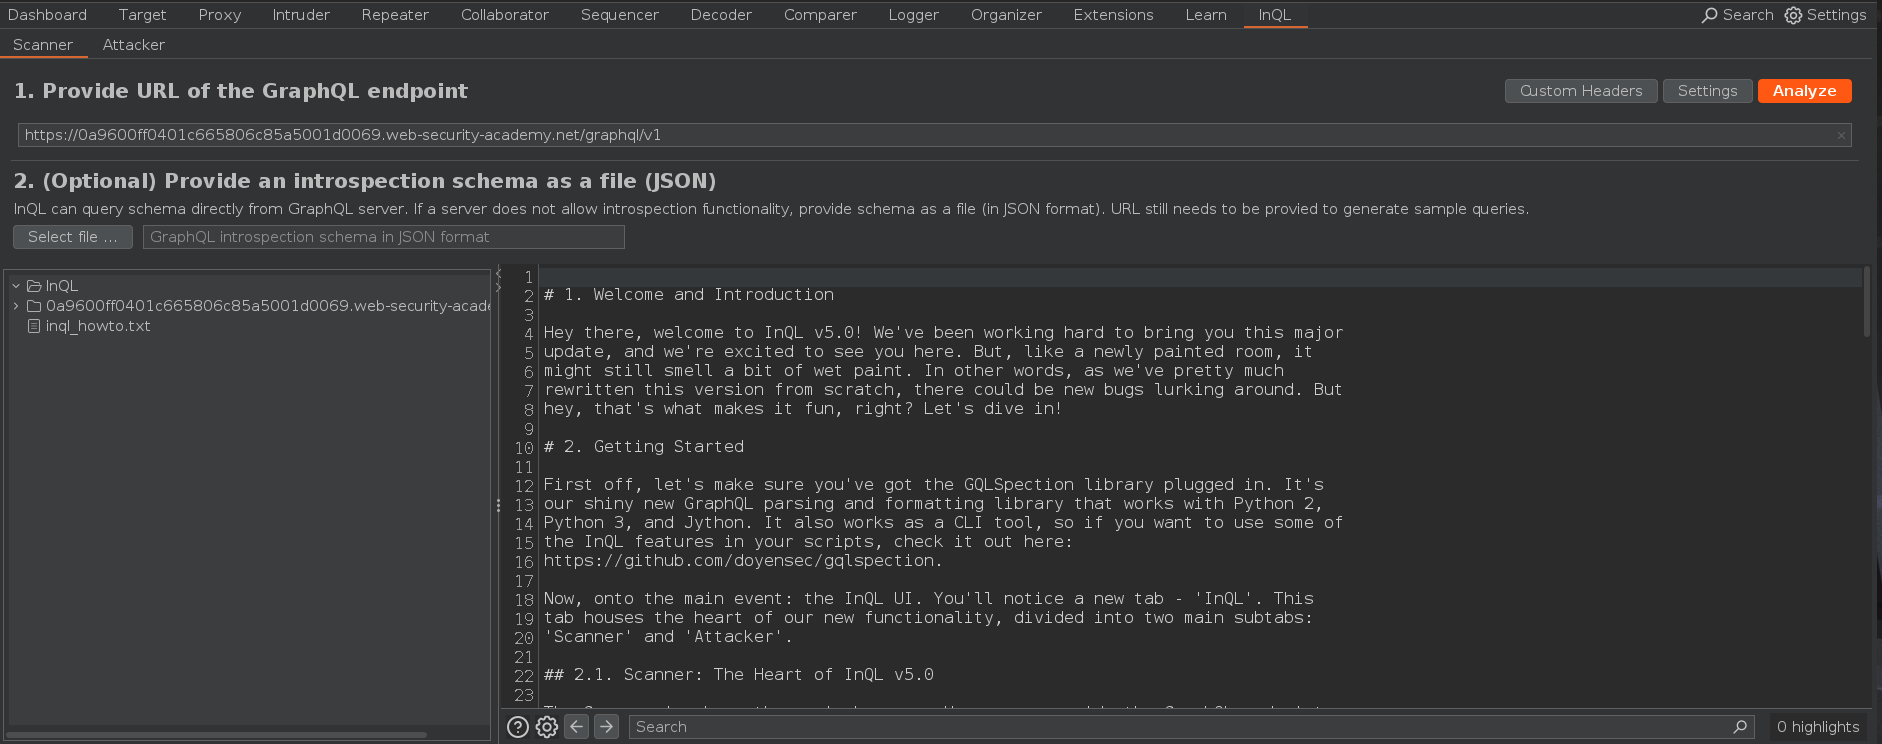 Dashboard Target Proxy Intruder Repeater Collaborator Sequencer Decoder Comparer Logger Organizer Extensions Learn InQL Search Settings
Scanner Attacker
1. Provide URL of the GraphQL endpoint
Custom Headers Settings Analyze
https://0a9600ff0401c665806c85a5001d0069.web-security-academy.net/graphql/v1
2. (Optional) Provide an introspection schema as a file (JSON)
InQL can query schema directly from GraphQL server. If a server does not allow introspection functionality, provide schema as a file (in JSON format). URL still needs to be provied to generate sample queries.
Select file ... GraphQL introspection schema in JSON format
InQL
0a9600ff0401c665806c85a5001d0069.web-security-acade
inql_howto.txt
1
2 # 1. Welcome and Introduction
3
4 Hey there, welcome to InQL v5.0! We've been working hard to bring you this major
5 update, and we're excited to see you here. But, like a newly painted room, it
6 might still smell a bit of wet paint. In other words, as we've pretty much
7 rewritten this version from scratch, there could be new bugs lurking around. But
8 hey, that's what makes it fun, right? Let's dive in!
9
10 # 2. Getting Started
11
12 First off, let's make sure you've got the GQLSpection library plugged in. It's
13 our shiny new GraphQL parsing and formatting library that works with Python 2,
14 Python 3, and Jython. It also works as a CLI tool, so if you want to use some of
15 the InQL features in your scripts, check it out here:
16 https://github.com/doyensec/gqlspection.
17
18 Now, onto the main event: the InQL UI. You'll notice a new tab - 'InQL'. This
19 tab houses the heart of our new functionality, divided into two main subtabs:
20 'Scanner' and 'Attacker'.
21
22 ## 2.1. Scanner: The Heart of InQL v5.0
23
Search 0 highlights